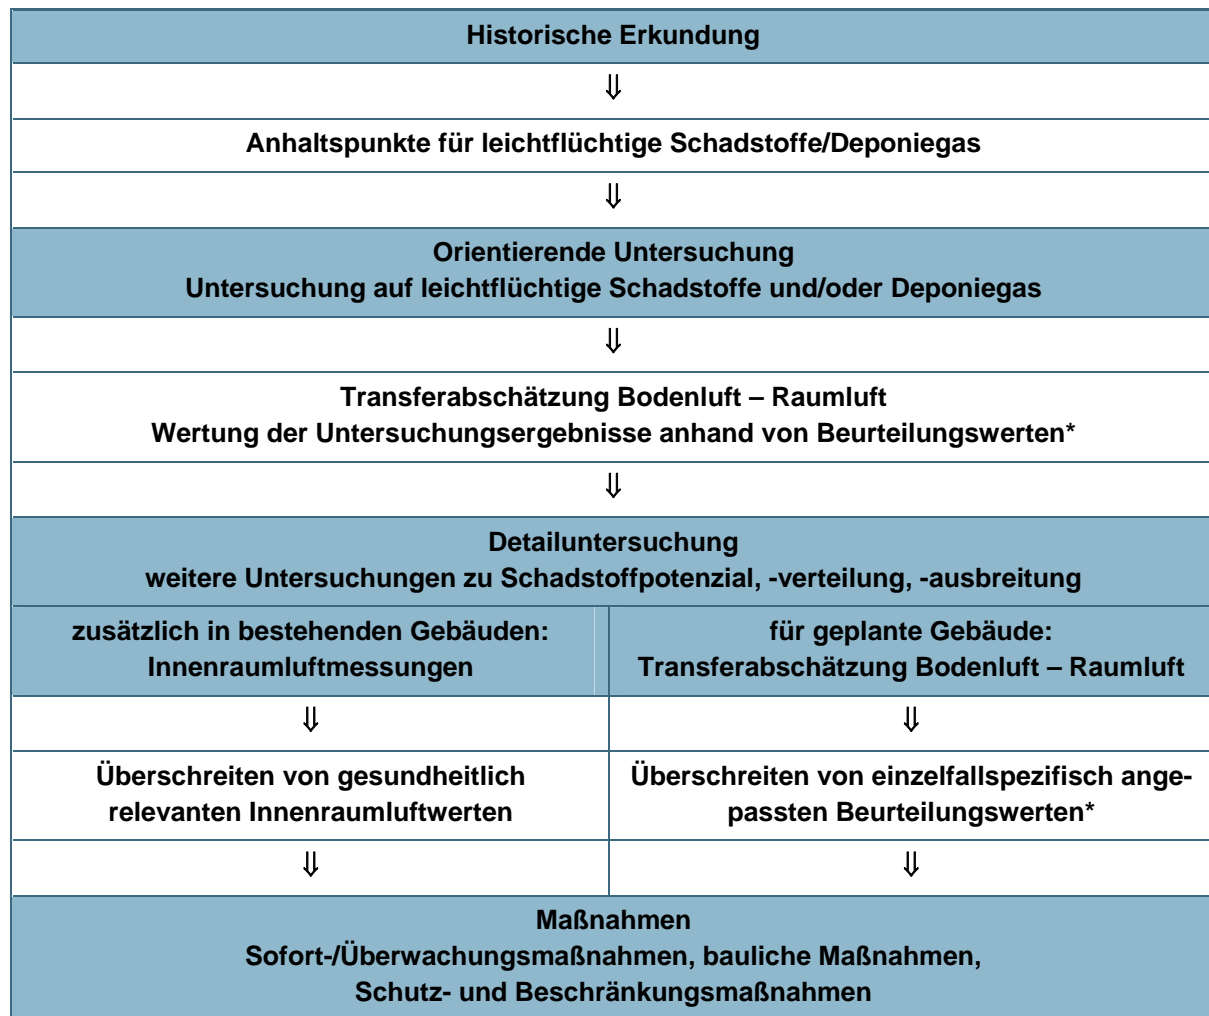 Historische Erkundung
⇓
Anhaltspunkte für leichtflüchtige Schadstoffe/Deponiegas
⇓
Orientierende Untersuchung
Untersuchung auf leichtflüchtige Schadstoffe und/oder Deponiegas
⇓
Transferabschätzung Bodenluft – Raumluft
Wertung der Untersuchungsergebnisse anhand von Beurteilungswerten*
⇓
Detailuntersuchung
weitere Untersuchungen zu Schadstoffpotenzial, -verteilung, -ausbreitung
zusätzlich in bestehenden Gebäuden:
Innenraumluftmessungen
für geplante Gebäude:
Transferabschätzung Bodenluft – Raumluft
⇓
⇓
Überschreiten von gesundheitlich
relevanten Innenraumluftwerten
Überschreiten von einzelfallspezifisch ange-
passten Beurteilungswerten*
⇓
⇓
Maßnahmen
Sofort-/Überwachungsmaßnahmen, bauliche Maßnahmen,
Schutz- und Beschränkungsmaßnahmen